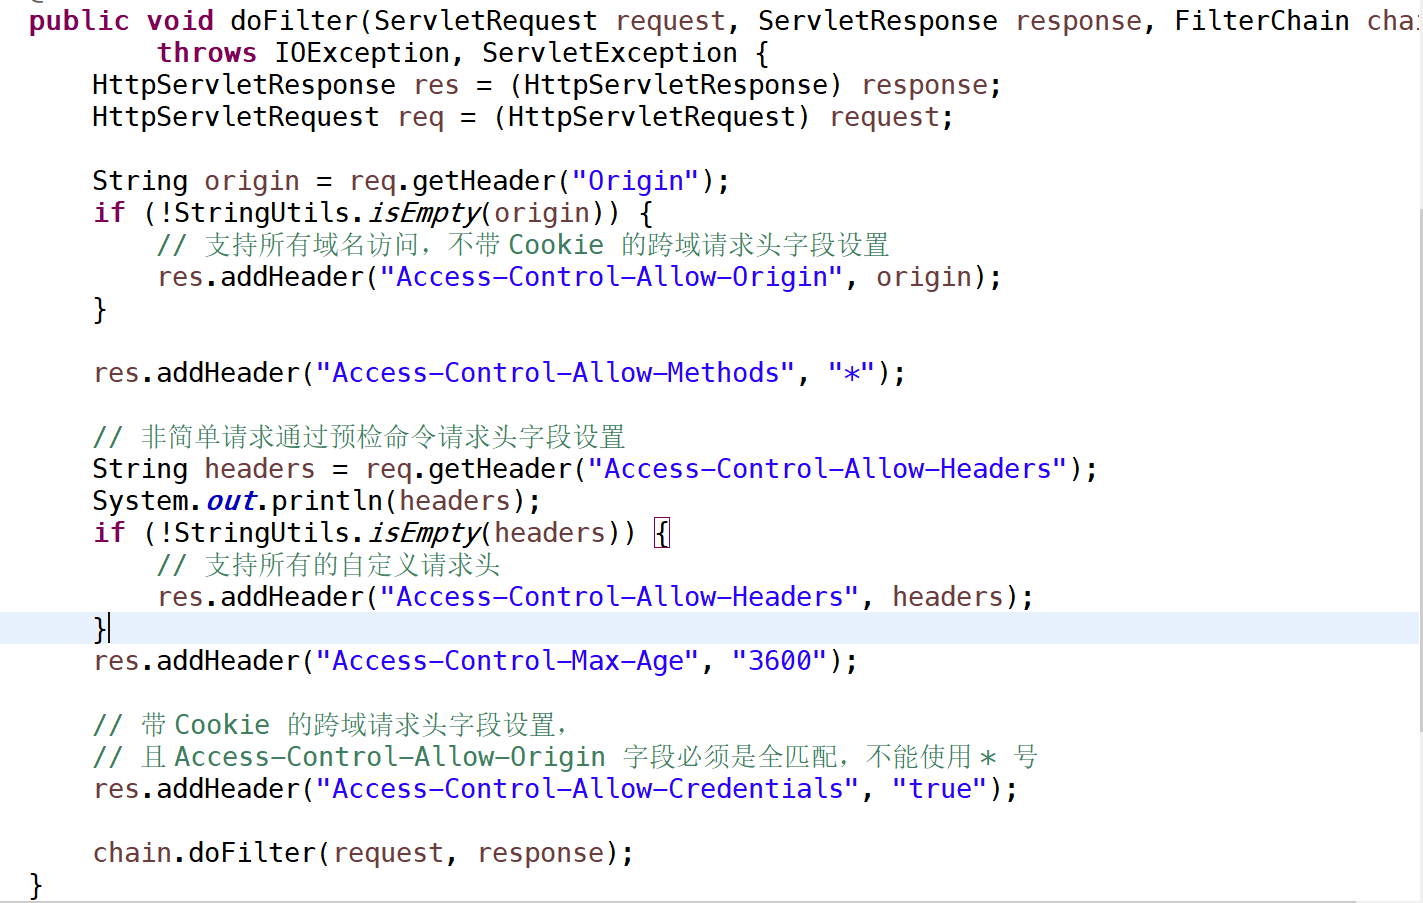 public void doFilter(ServletRequest request, ServletResponse response, FilterChain chai
throws IOException, ServletException {
HttpServletResponse res = (HttpServletResponse) response;
HttpServletRequest req = (HttpServletRequest) request;
String origin = req.getHeader("Origin");
if (!StringUtils.isEmpty(origin)) {
// 支持所有域名访问，不带 Cookie 的跨域请求头字段设置
res.addHeader("Access-Control-Allow-Origin", origin);
}
res.addHeader("Access-Control-Allow-Methods", "*");
// 非简单请求通过预检命令请求头字段设置
String headers = req.getHeader("Access-Control-Allow-Headers");
System.out.println(headers);
if (!StringUtils.isEmpty(headers)) {
// 支持所有的自定义请求头
res.addHeader("Access-Control-Allow-Headers", headers);
}
res.addHeader("Access-Control-Max-Age", "3600");
// 带 Cookie 的跨域请求头字段设置，
// 且 Access-Control-Allow-Origin 字段必须是全匹配，不能使用 * 号
res.addHeader("Access-Control-Allow-Credentials", "true");
chain.doFilter(request, response);
}